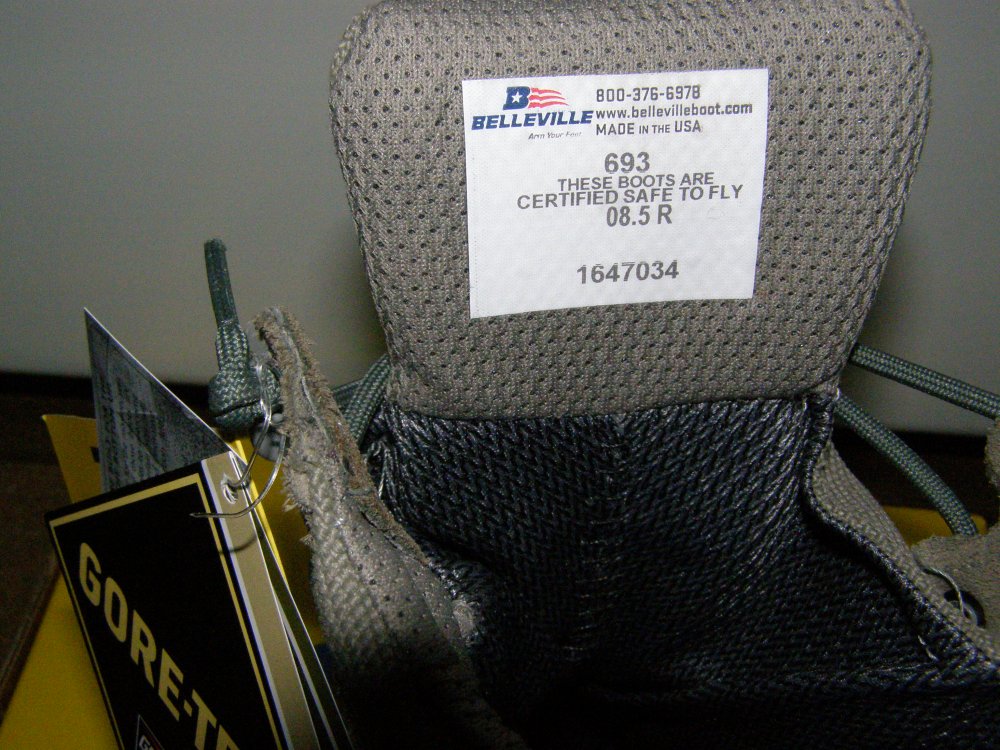 BELLEVILLE
Arm Your Feet
800-376-6978
www.bellevilleboot.com
MADE IN THE USA
693
THESE BOOTS ARE
CERTIFIED SAFE TO FLY
08.5 R
1647034
GORE-T